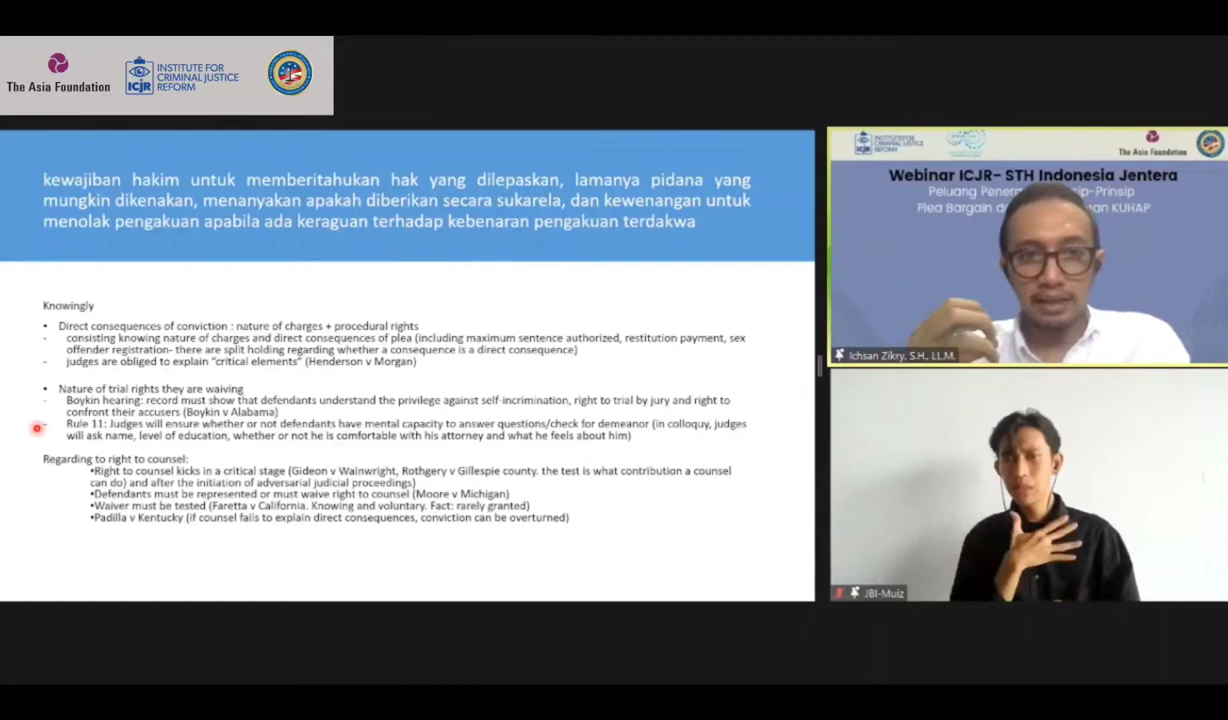 The Asia Foundation
ICJR
INSTITUTE FOR
CRIMINAL JUSTICE
REFORM
kewajiban hakim untuk memberitahukan hak yang dilepaskan, lamanya pidana yang
mungkin dikenakan, menanyakan apakah diberikan secara sukarela, dan kewenangan untuk
menolak pengakuan apabila ada keraguan terhadap kebenaran pengakuan terdakwa
Knowingly
• Direct consequences of conviction : nature of charges + procedural rights
- consisting knowing nature of charges and direct consequences of plea (including maximum sentence authorized, restitution payment, sex
offender registration- there are split holding regarding whether a consequence is a direct consequence)
- judges are obliged to explain “critical elements” (Henderson v Morgan)
• Nature of trial rights they are waiving
- Boykin hearing: record must show that defendants understand the privilege against self-incrimination, right to trial by jury and right to
confront their accusers (Boykin v Alabama)
- Rule 11: Judges will ensure whether or not defendants have mental capacity to answer questions/check for demeanor (in colloquy, judges
will ask name, level of education, whether or not he is comfortable with his attorney and what he feels about him)
Regarding to right to counsel:
•Right to counsel kicks in a critical stage (Gideon v Wainwright, Rothgery v Gillespie county. the test is what contribution a counsel
can do) and after the initiation of adversarial judicial proceedings)
•Defendants must be represented or must waive right to counsel (Moore v Michigan)
•Waiver must be tested (Faretta v California. Knowing and voluntary. Fact: rarely granted)
•Padilla v Kentucky (if counsel fails to explain direct consequences, conviction can be overturned)
INSTITUTE FOR
CRIMINAL JUSTICE
REFORM
The Asia Foundation
Webinar ICJR- STH Indonesia Jentera
Peluang
Prinsip
Plea Bargain
KUHAP
Ichsan Zikry, S.H., LL.M.
JBI-Muiz